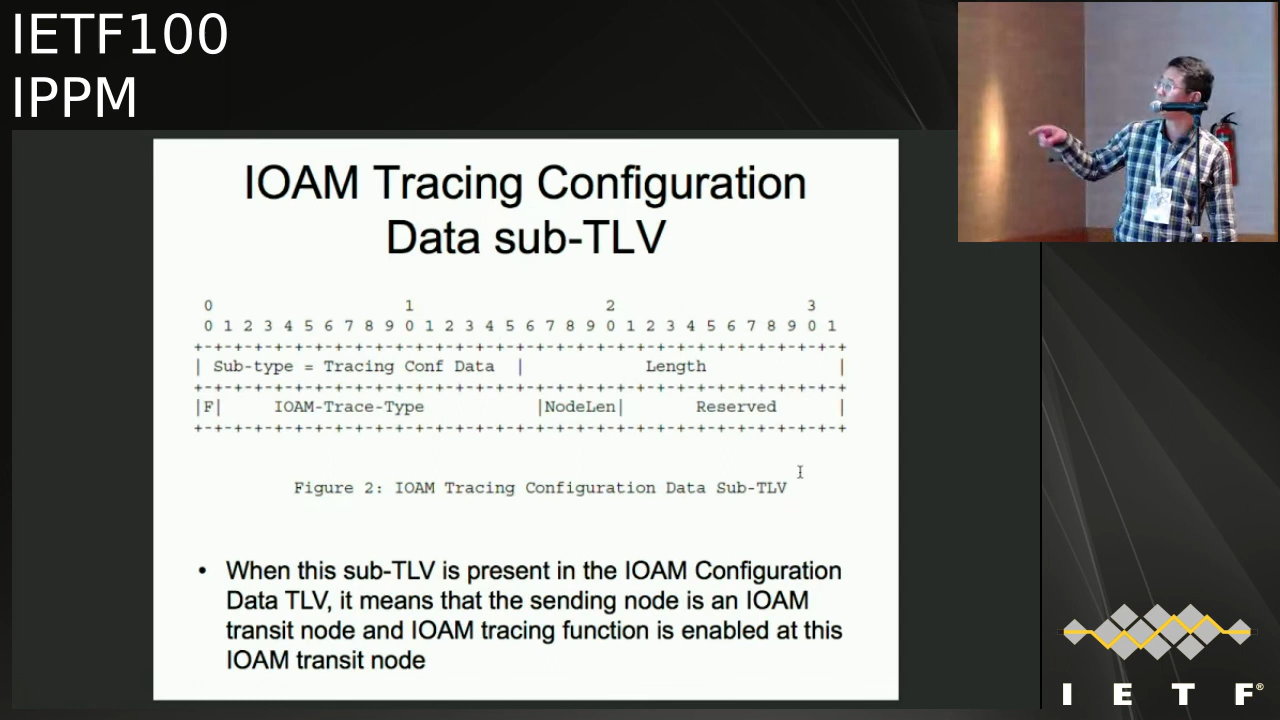 IETF100
IPPM
IOAM Tracing Configuration
Data sub-TLV
0 1 2 3
0 1 2 3 4 5 6 7 8 9 0 1 2 3 4 5 6 7 8 9 0 1 2 3 4 5 6 7 8 9 0 1
+-+-+-+-+-+-+-+-+-+-+-+-+-+-+-+-+-+-+-+-+-+-+-+-+-+-+-+-+-+-+-+-+
| Sub-type = Tracing Conf Data | Length |
+-+-+-+-+-+-+-+-+-+-+-+-+-+-+-+-+-+-+-+-+-+-+-+-+-+-+-+-+-+-+-+-+
|F| IOAM-Trace-Type |NodeLen| Reserved |
+-+-+-+-+-+-+-+-+-+-+-+-+-+-+-+-+-+-+-+-+-+-+-+-+-+-+-+-+-+-+-+-+
Figure 2: IOAM Tracing Configuration Data Sub-TLV
• When this sub-TLV is present in the IOAM Configuration
Data TLV, it means that the sending node is an IOAM
transit node and IOAM tracing function is enabled at this
IOAM transit node
I E T F®